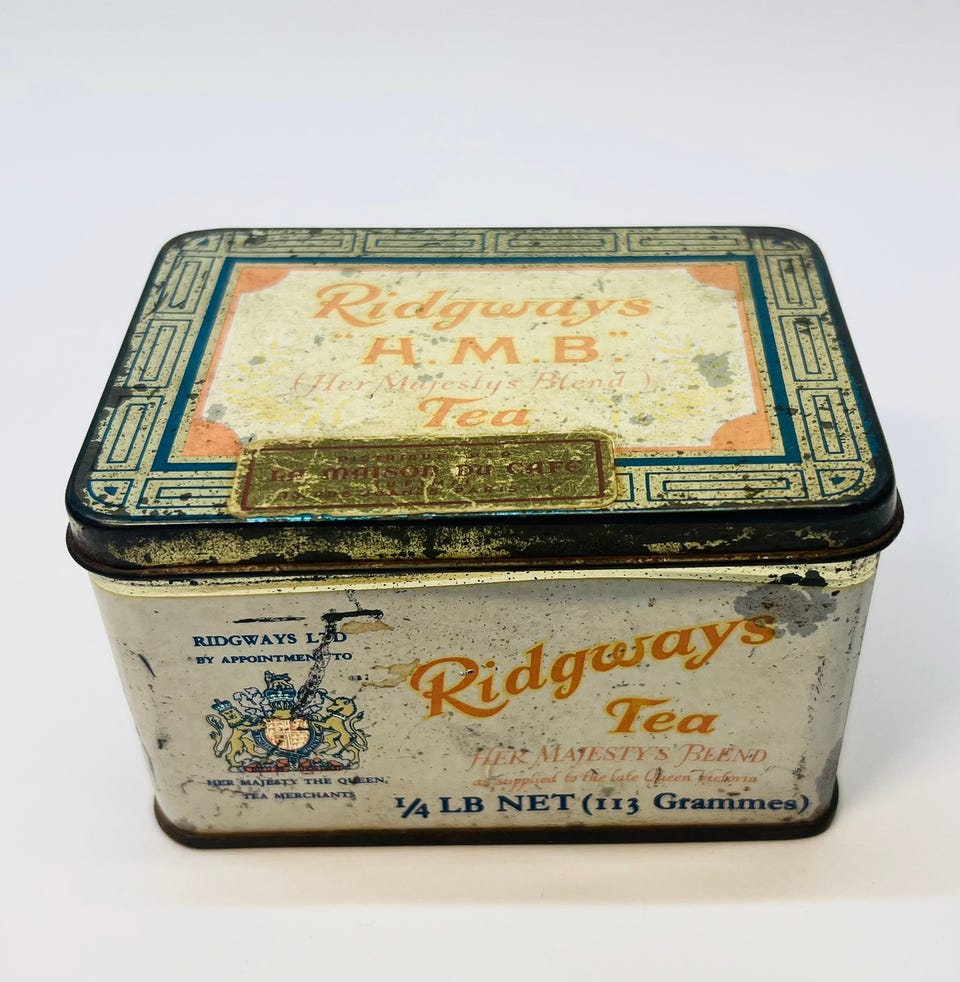 Ridgways
"H.M.B."
(Her Majestys Blend)
Tea
LA MAISON DU CAFE
RIDGWAYS LTD
BY APPOINTMENT TO
HER MAJESTY THE QUEEN,
TEA MERCHANTS
Ridgways
Tea
HER MAJESTY'S BLEND
as supplied to the late Queen Victoria
1/4 LB NET (113 Grammes)